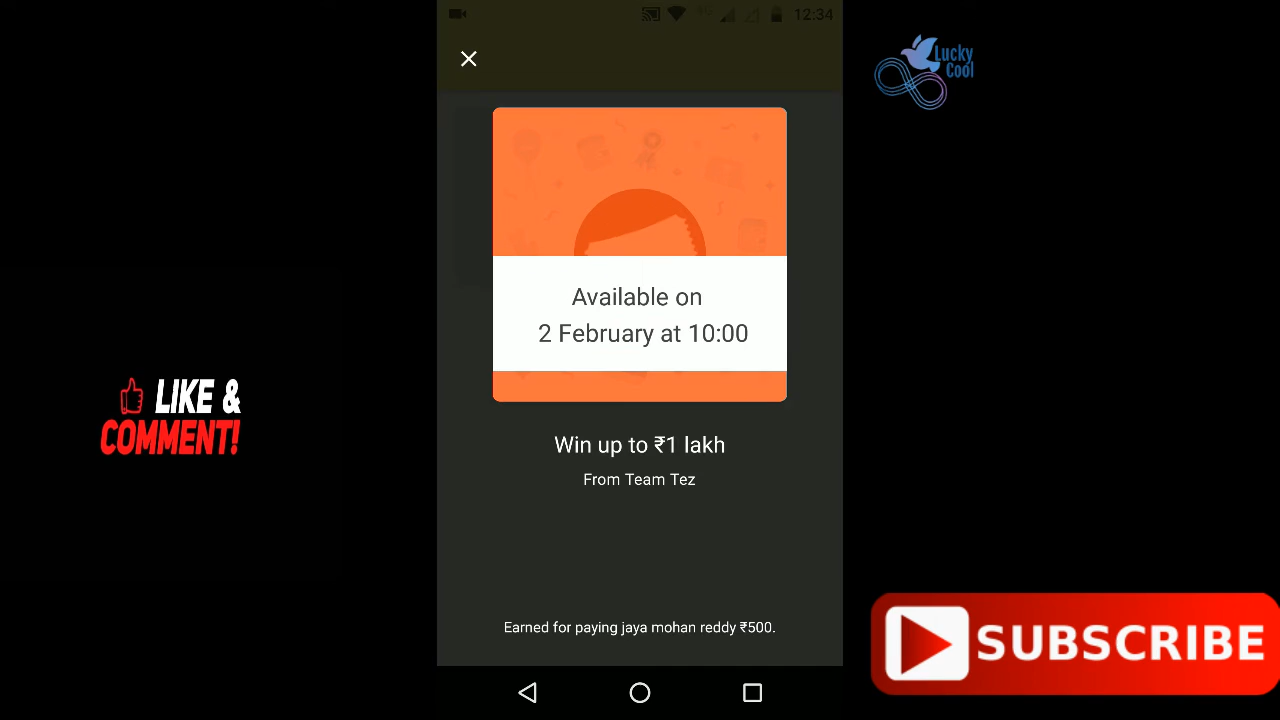 12:34
Lucky
Cool
Available on
2 February at 10:00
LIKE &
COMMENT!
Win up to ₹1 lakh
From Team Tez
Earned for paying jaya mohan reddy ₹500.
SUBSCRIBE